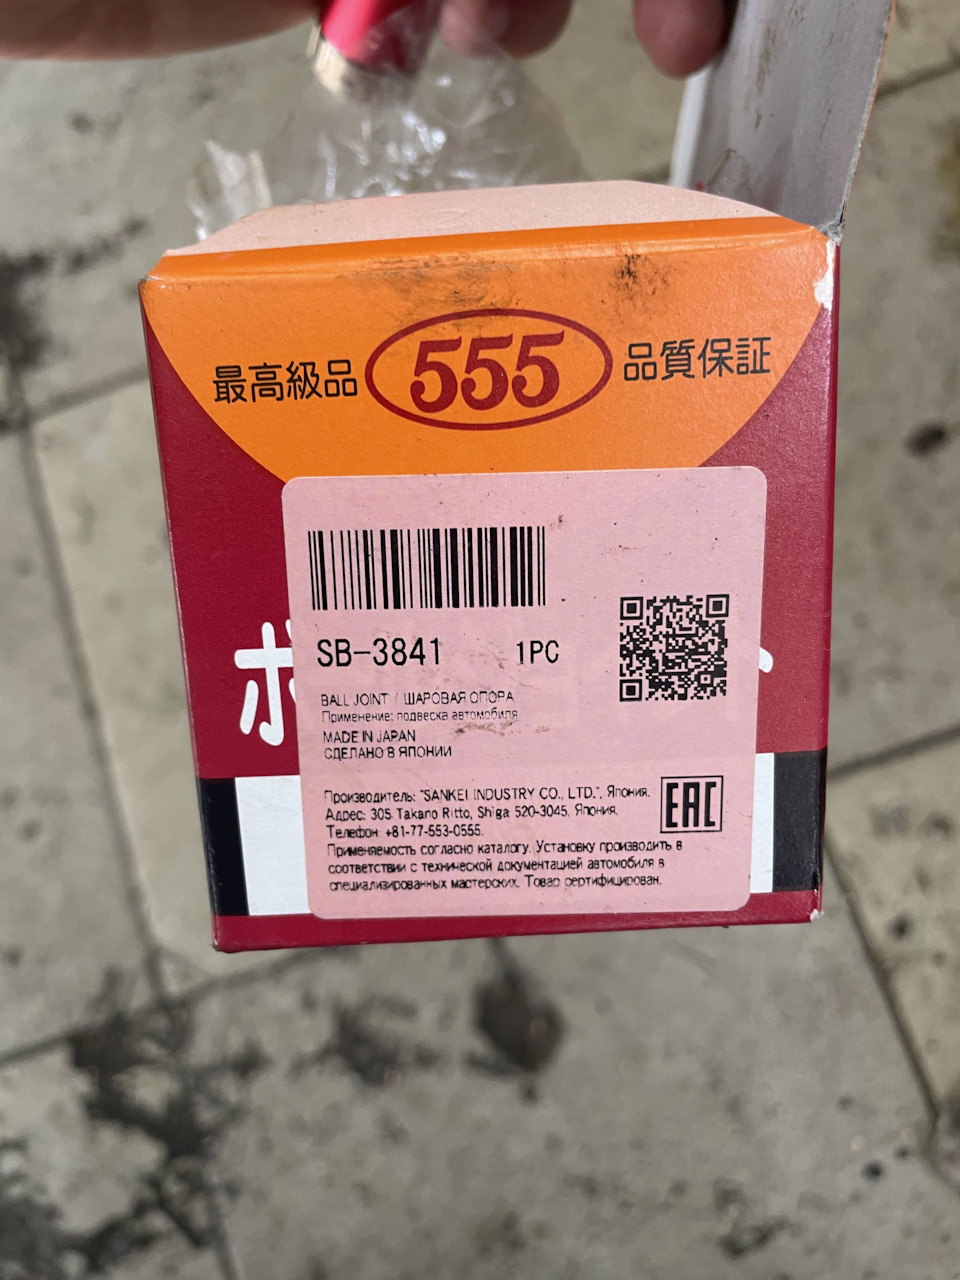 最高級品 555 品質保証
SB-3841 1PC
BALL JOINT / ШАРОВАЯ ОПОРА
Применение: подвеска автомобиля
MADE IN JAPAN
СДЕЛАНО В ЯПОНИИ
Производитель: "SANKEI INDUSTRY CO., LTD.", Япония.
Адрес: 305 Takano Ritto, Shiga 520-3045, Япония.
Телефон: +81-77-553-0555.
EAC
Применяемость согласно каталогу. Установку производить в
соответствии с технической документацией автомобиля в
специализированных мастерских. Товар сертифицирован.